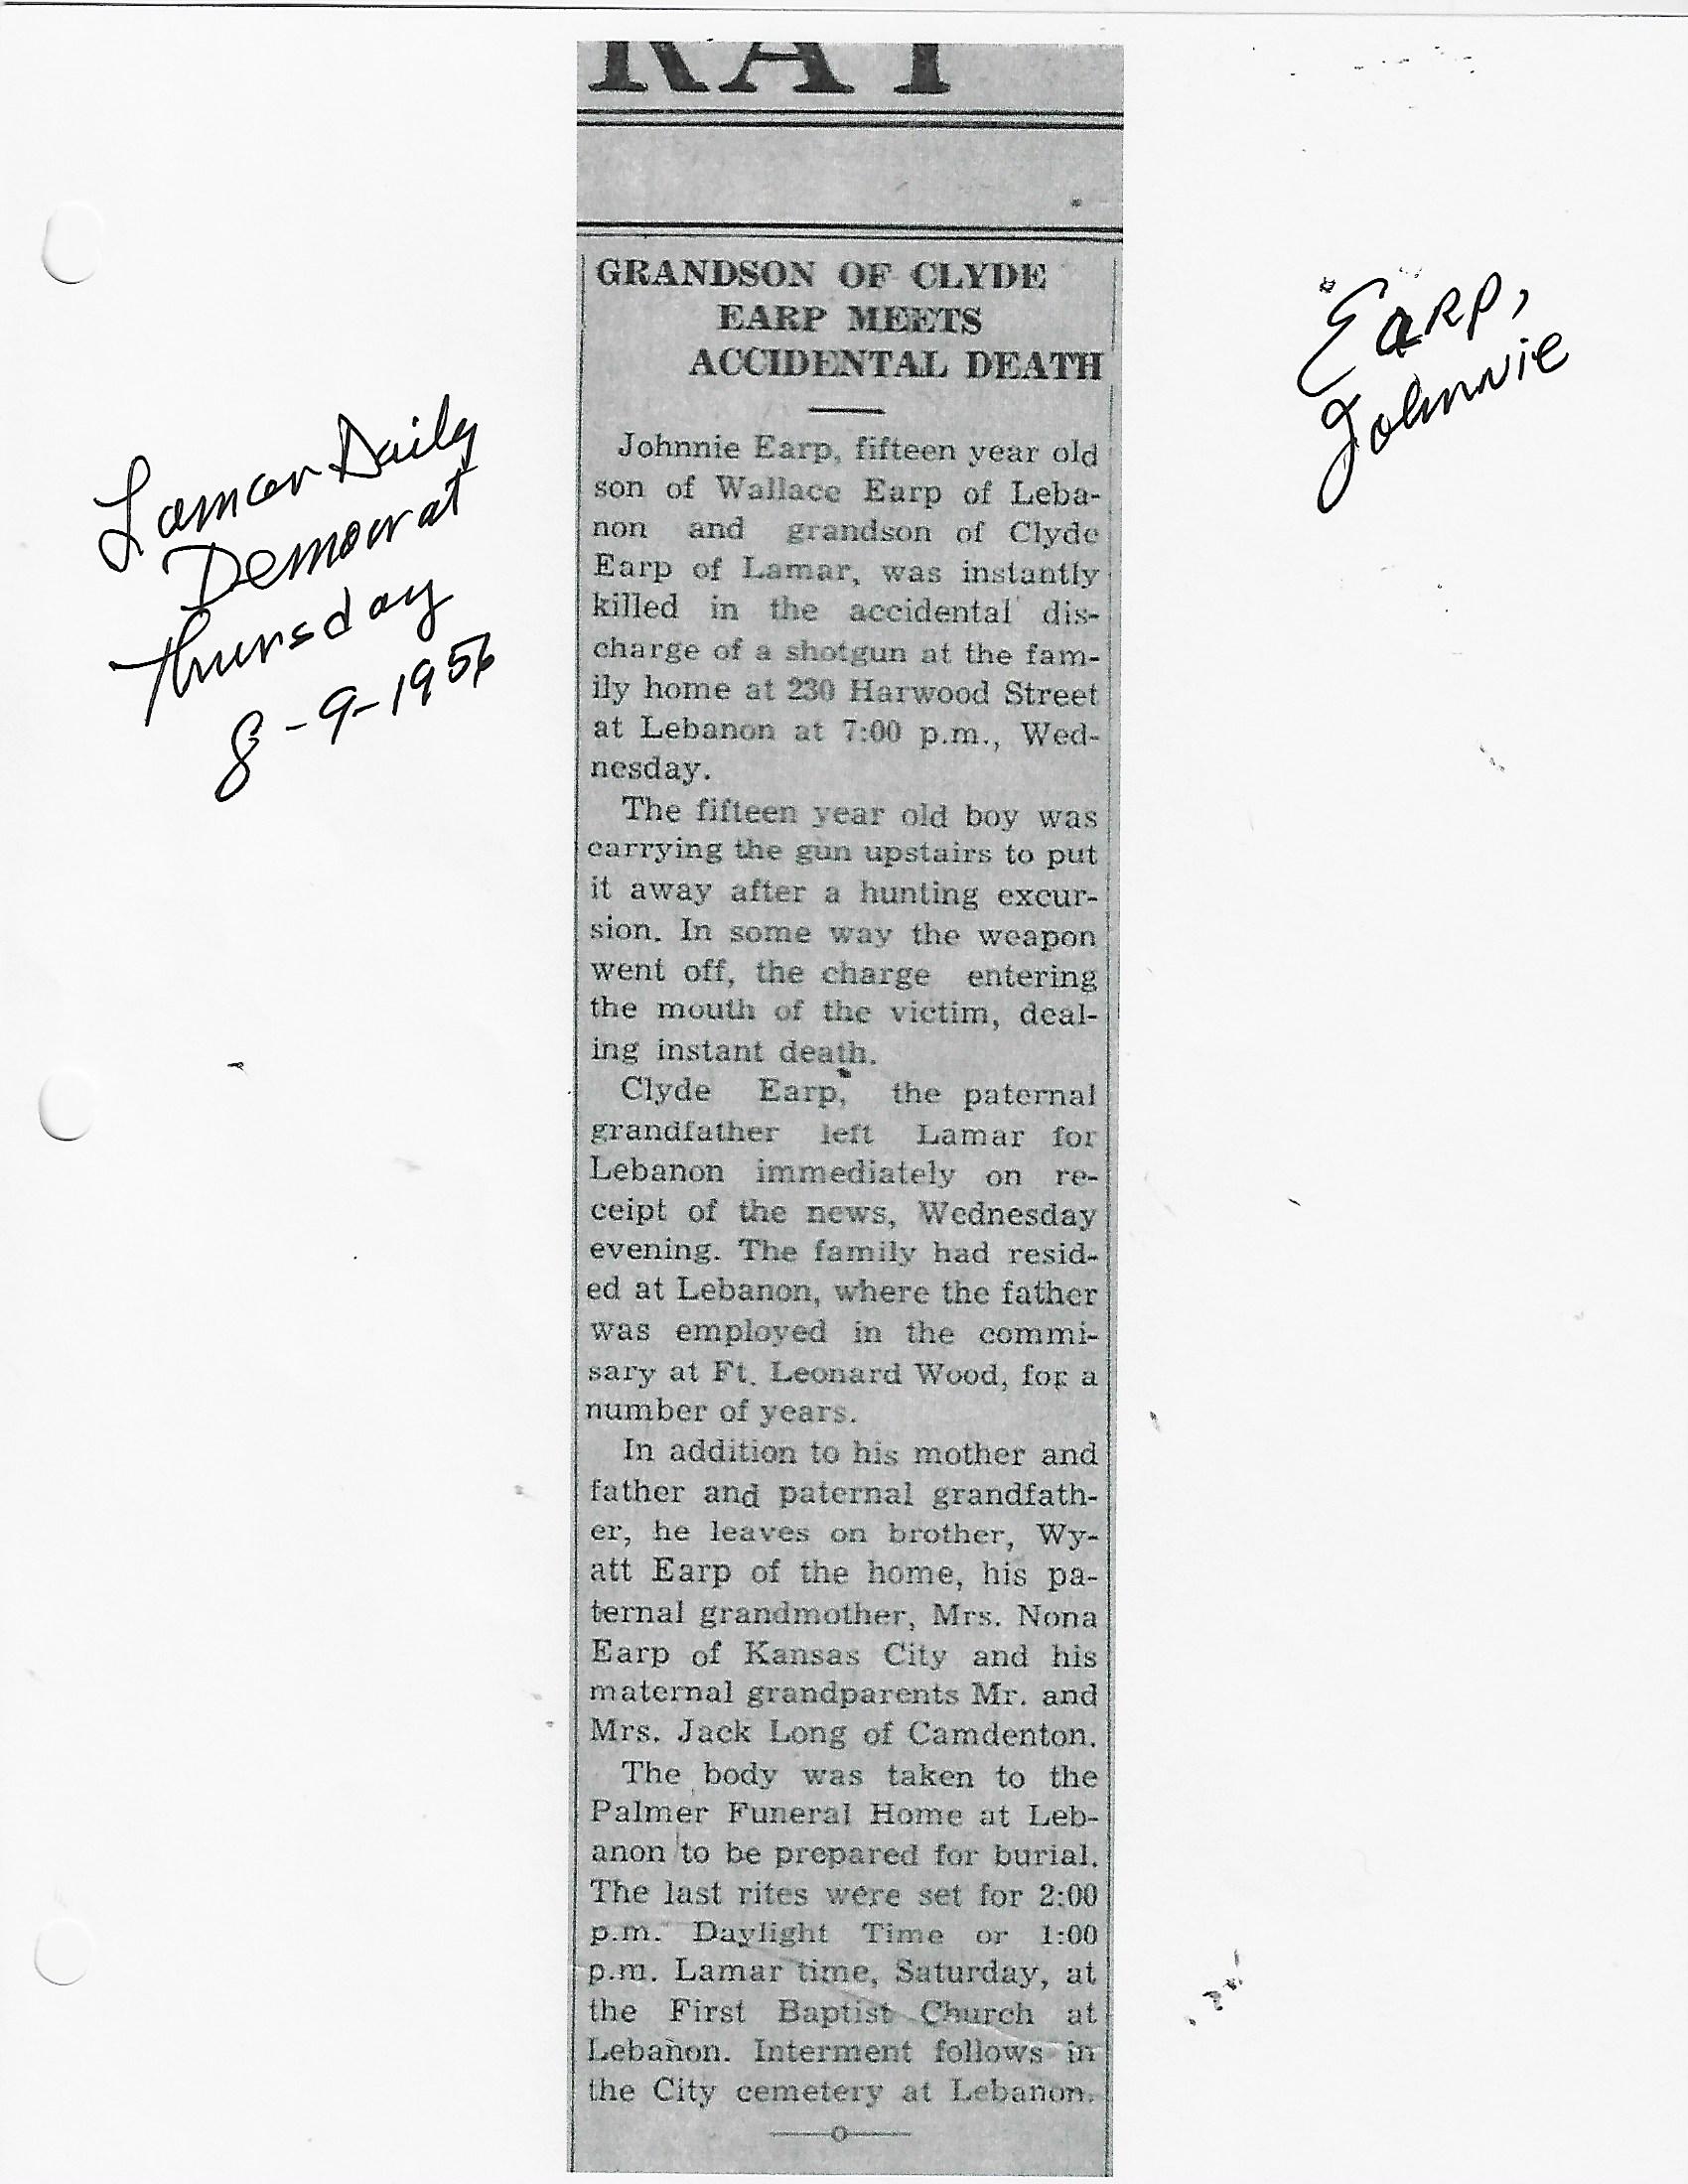 RAT
GRANDSON OF CLYDE
EARP MEETS
ACCIDENTAL DEATH
Johnnie Earp, fifteen year old
son of Wallace Earp of Leba-
non and grandson of Clyde
Earp of Lamar, was instantly
killed in the accidental dis-
charge of a shotgun at the fam-
ily home at 230 Harwood Street
at Lebanon at 7:00 p.m., Wed-
nesday.
The fifteen year old boy was
carrying the gun upstairs to put
it away after a hunting excur-
sion. In some way the weapon
went off, the charge entering
the mouth of the victim, deal-
ing instant death.
Clyde Earp, the paternal
grandfather left Lamar for
Lebanon immediately on re-
ceipt of the news, Wednesday
evening. The family had resid-
ed at Lebanon, where the father
was employed in the commi-
sary at Ft. Leonard Wood, for a
number of years.
In addition to his mother and
father and paternal grandfath-
er, he leaves on brother, Wy-
att Earp of the home, his pa-
ternal grandmother, Mrs. Nona
Earp of Kansas City and his
maternal grandparents Mr. and
Mrs. Jack Long of Camdenton.
The body was taken to the
Palmer Funeral Home at Leb-
anon to be prepared for burial.
The last rites were set for 2:00
p.m. Daylight Time or 1:00
p.m. Lamar time, Saturday, at
the First Baptist Church at
Lebanon. Interment follows in
the City cemetery at Lebanon.
Lamar Daily
Democrat
Thursday
8-9-1956
Earp,
Johnnie